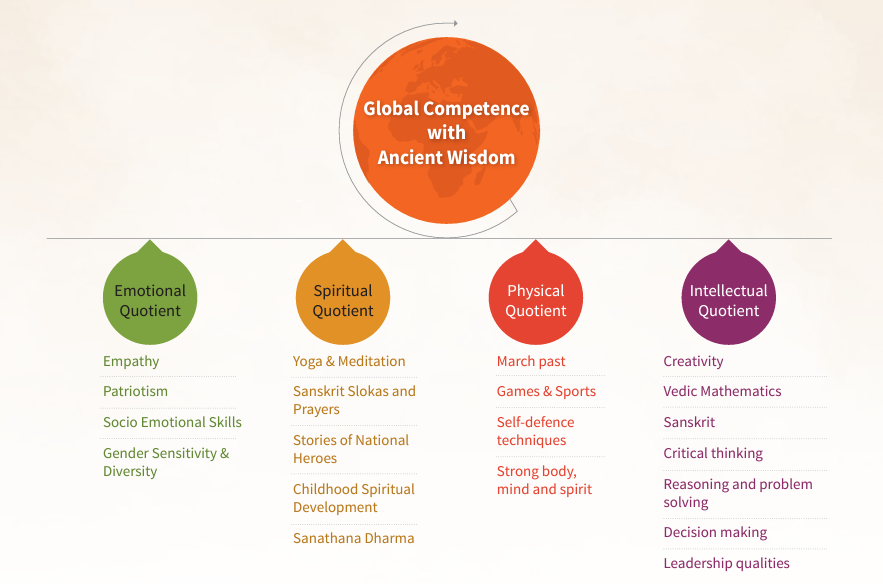 Global Competence
with
Ancient Wisdom
Emotional
Quotient
Empathy
Patriotism
Socio Emotional Skills
Gender Sensitivity &
Diversity
Spiritual
Quotient
Yoga & Meditation
Sanskrit Slokas and
Prayers
Stories of National
Heroes
Childhood Spiritual
Development
Sanathana Dharma
Physical
Quotient
March past
Games & Sports
Self-defence
techniques
Strong body,
mind and spirit
Intellectual
Quotient
Creativity
Vedic Mathematics
Sanskrit
Critical thinking
Reasoning and problem
solving
Decision making
Leadership qualities